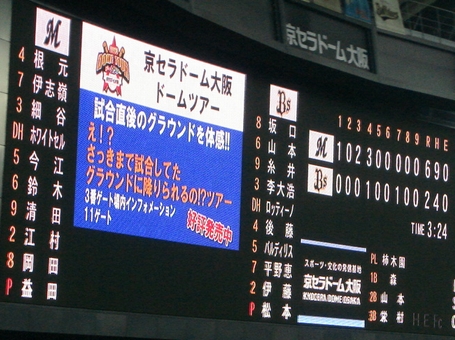 京セラドーム大阪
M
4 根元
7 伊志嶺
3 細谷
DH ホワイトセル
5 今江
6 鈴木
9 清田
2 江村
8 岡田
P 益田
京セラドーム大阪
ドームツアー
試合直後のグラウンドを体感!!
え!?
さっきまで試合してた
グラウンドに降りられるの!?ツアー
3番ゲート場内インフォメーション
11ゲート
好評発売中
Bs
8 坂口
6 山本
9 糸井
3 李大浩
DH ロッティーノ
4 後藤
5 バルディリス
7 平野恵
2 伊藤
P 松本
1 2 3 4 5 6 7 8 9 R H E
M 1 0 2 3 0 0 0 0 0 6 9 0
Bs 0 0 0 1 0 0 1 0 0 2 4 0
TIME 3:24
スポーツ・文化の発信基地
京セラドーム大阪
KYOCERA DOME OSAKA
PL 柿木園
1B 森
2B 山本
3B 栄村
H E Fc